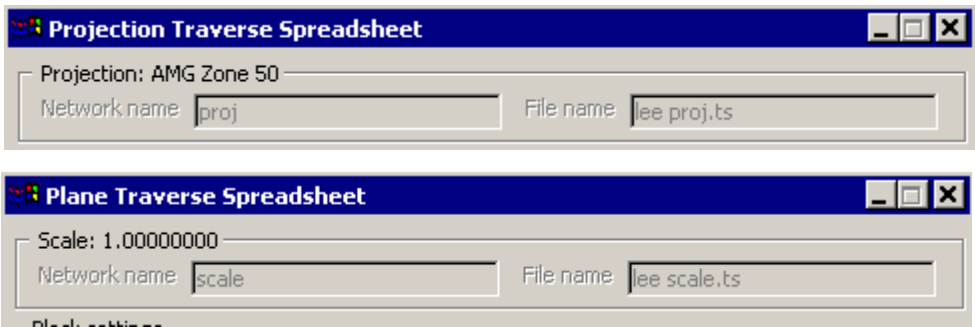 Projection Traverse Spreadsheet
Projection: AMG Zone 50
Network name proj File name lee proj.ts
Plane Traverse Spreadsheet
Scale: 1.00000000
Network name scale File name lee scale.ts